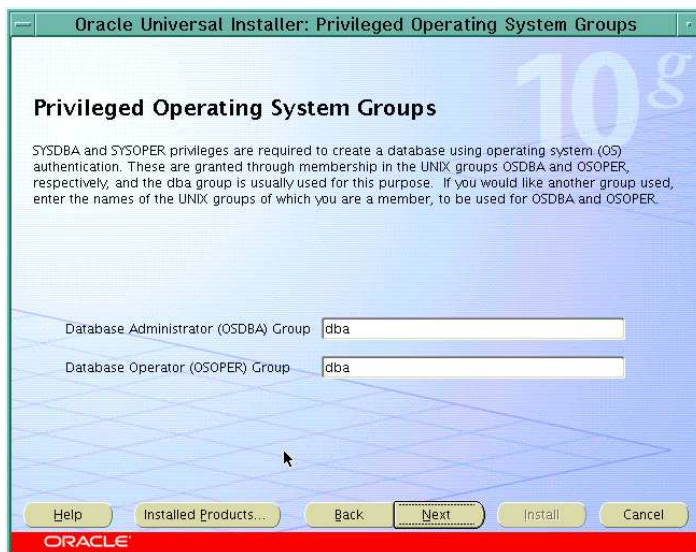 Oracle Universal Installer: Privileged Operating System Groups
10g
Privileged Operating System Groups
SYSDBA and SYSOPER privileges are required to create a database using operating system (OS)
authentication. These are granted through membership in the UNIX groups OSDBA and OSOPER,
respectively, and the dba group is usually used for this purpose. If you would like another group used,
enter the names of the UNIX groups of which you are a member, to be used for OSDBA and OSOPER.
Database Administrator (OSDBA) Group dba
Database Operator (OSOPER) Group dba
Help Installed Products... Back Next Install Cancel
ORACLE